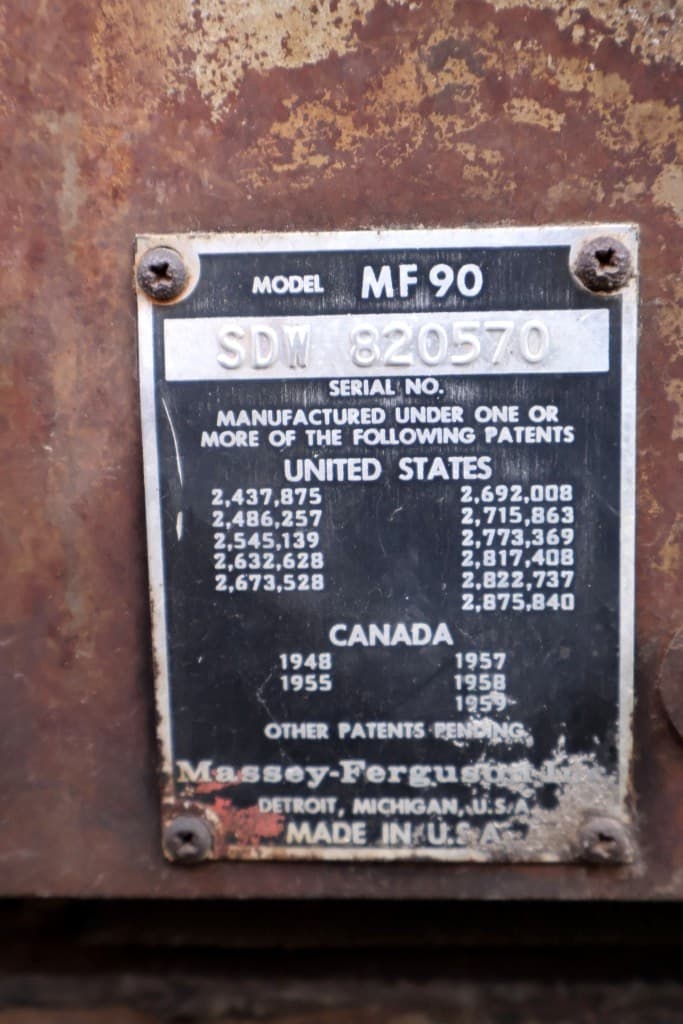 MODEL MF 90
SDW 820570
SERIAL NO.
MANUFACTURED UNDER ONE OR
MORE OF THE FOLLOWING PATENTS
UNITED STATES
2,437,875 2,692,008
2,486,257 2,715,863
2,545,139 2,773,369
2,632,628 2,817,408
2,673,528 2,822,737
2,875,840
CANADA
1948 1957
1955 1958
1959
OTHER PATENTS PENDING
Massey-Ferguson
DETROIT, MICHIGAN, U.S.A.
MADE IN U.S.A.